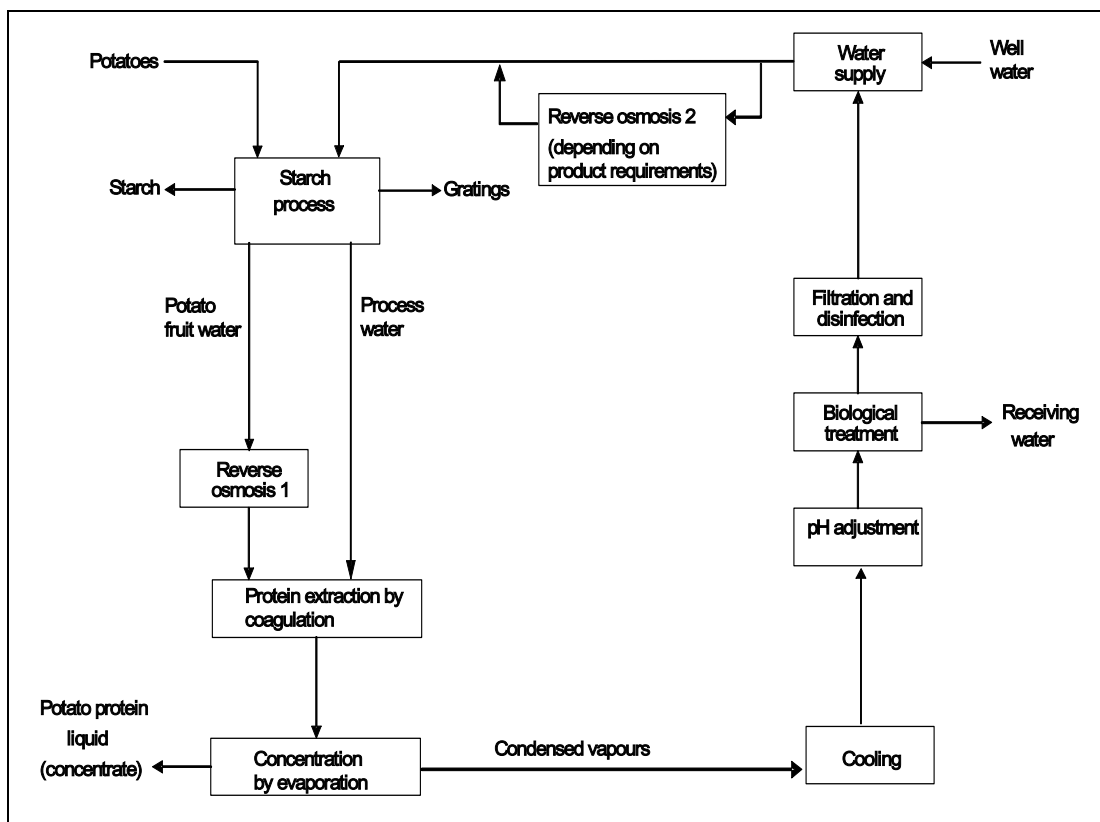 Potatoes
Water
supply
Well
water
Reverse osmosis 2
(depending on
product requirements)
Starch
Starch
process
Gratings
Potato
fruit water
Process
water
Filtration and
disinfection
Biological
treatment
Receiving
water
Reverse
osmosis 1
pH adjustment
Protein extraction by
coagulation
Potato protein
liquid
(concentrate)
Concentration
by evaporation
Condensed vapours
Cooling